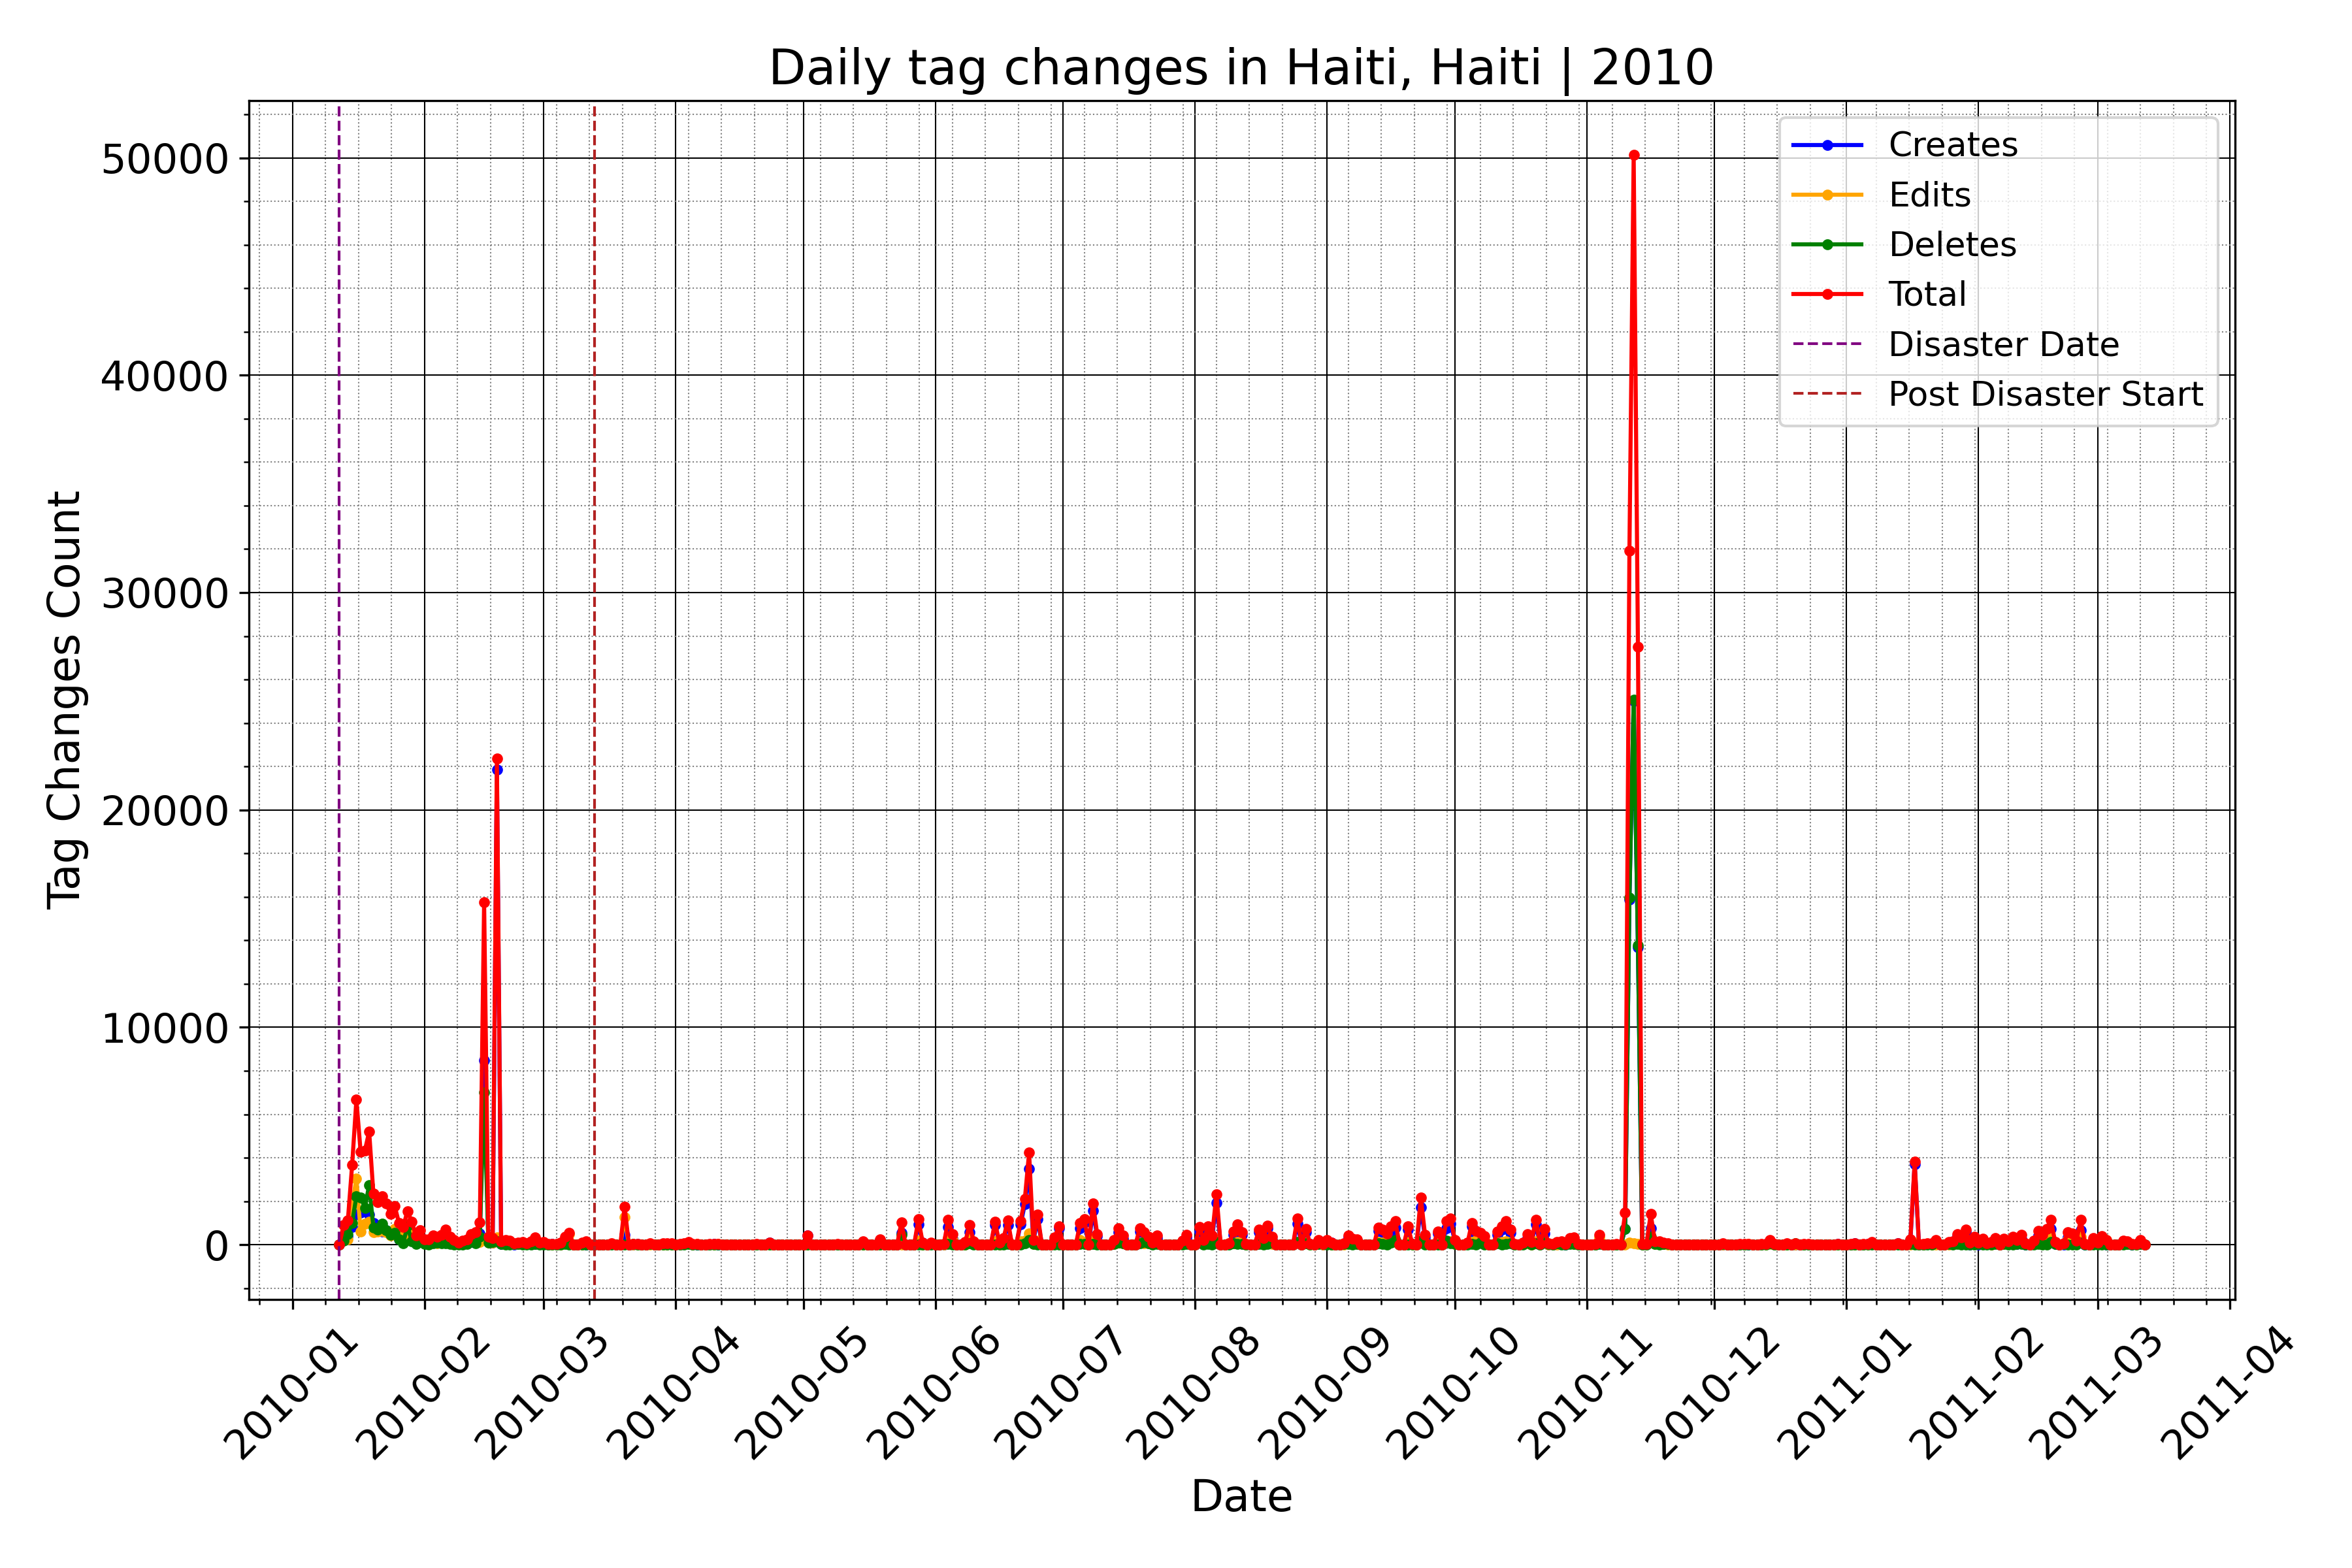 Daily tag changes in Haiti, Haiti | 2010
Creates
Edits
Deletes
Total
Disaster Date
Post Disaster Start
Tag Changes Count
50000
40000
30000
20000
10000
0
2010-01
2010-02
2010-03
2010-04
2010-05
2010-06
2010-07
2010-08
2010-09
2010-10
2010-11
2010-12
2011-01
2011-02
2011-03
2011-04
Date